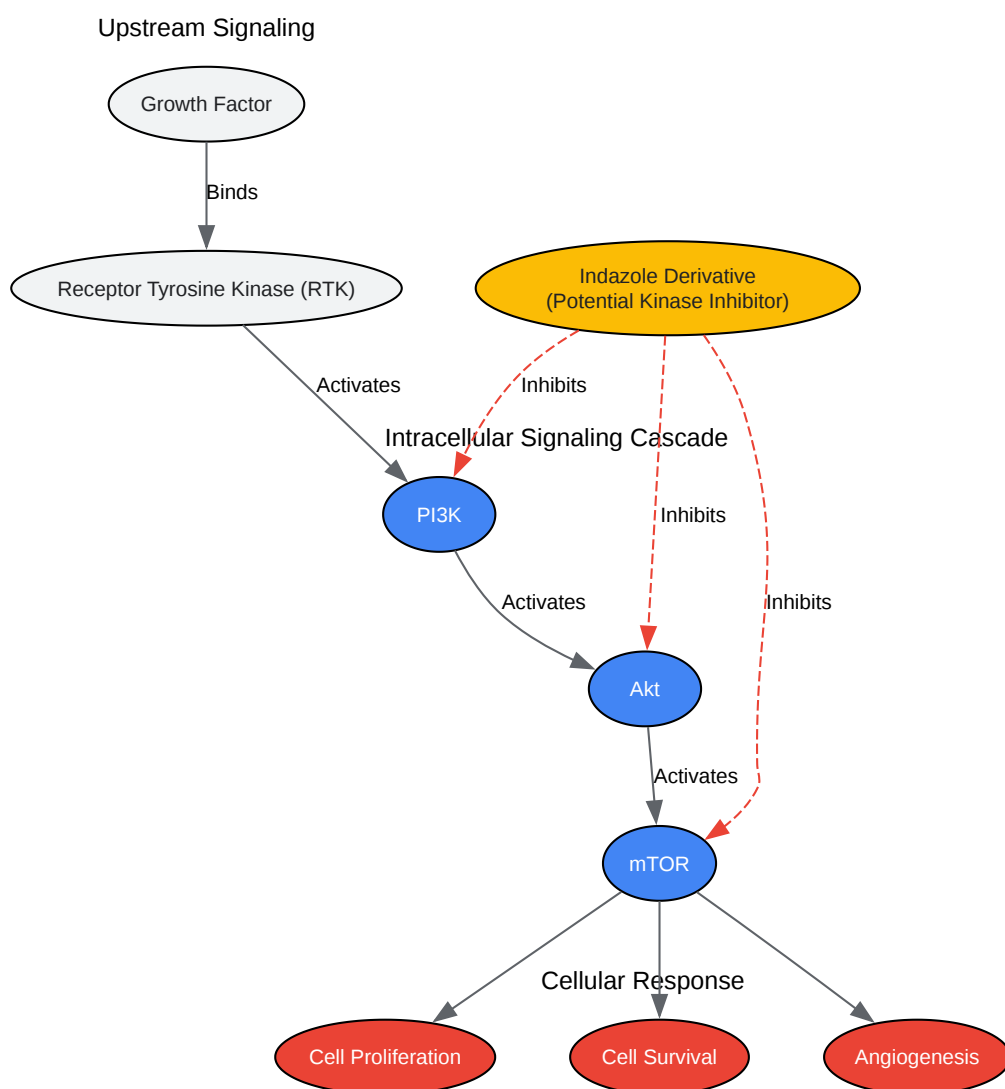 Upstream Signaling
Growth Factor
Binds
Receptor Tyrosine Kinase (RTK)
Indazole Derivative
(Potential Kinase Inhibitor)
Activates
Inhibits
Intracellular Signaling Cascade
PI3K
Inhibits
Activates
Inhibits
Akt
Activates
mTOR
Cellular Response
Cell Proliferation
Cell Survival
Angiogenesis